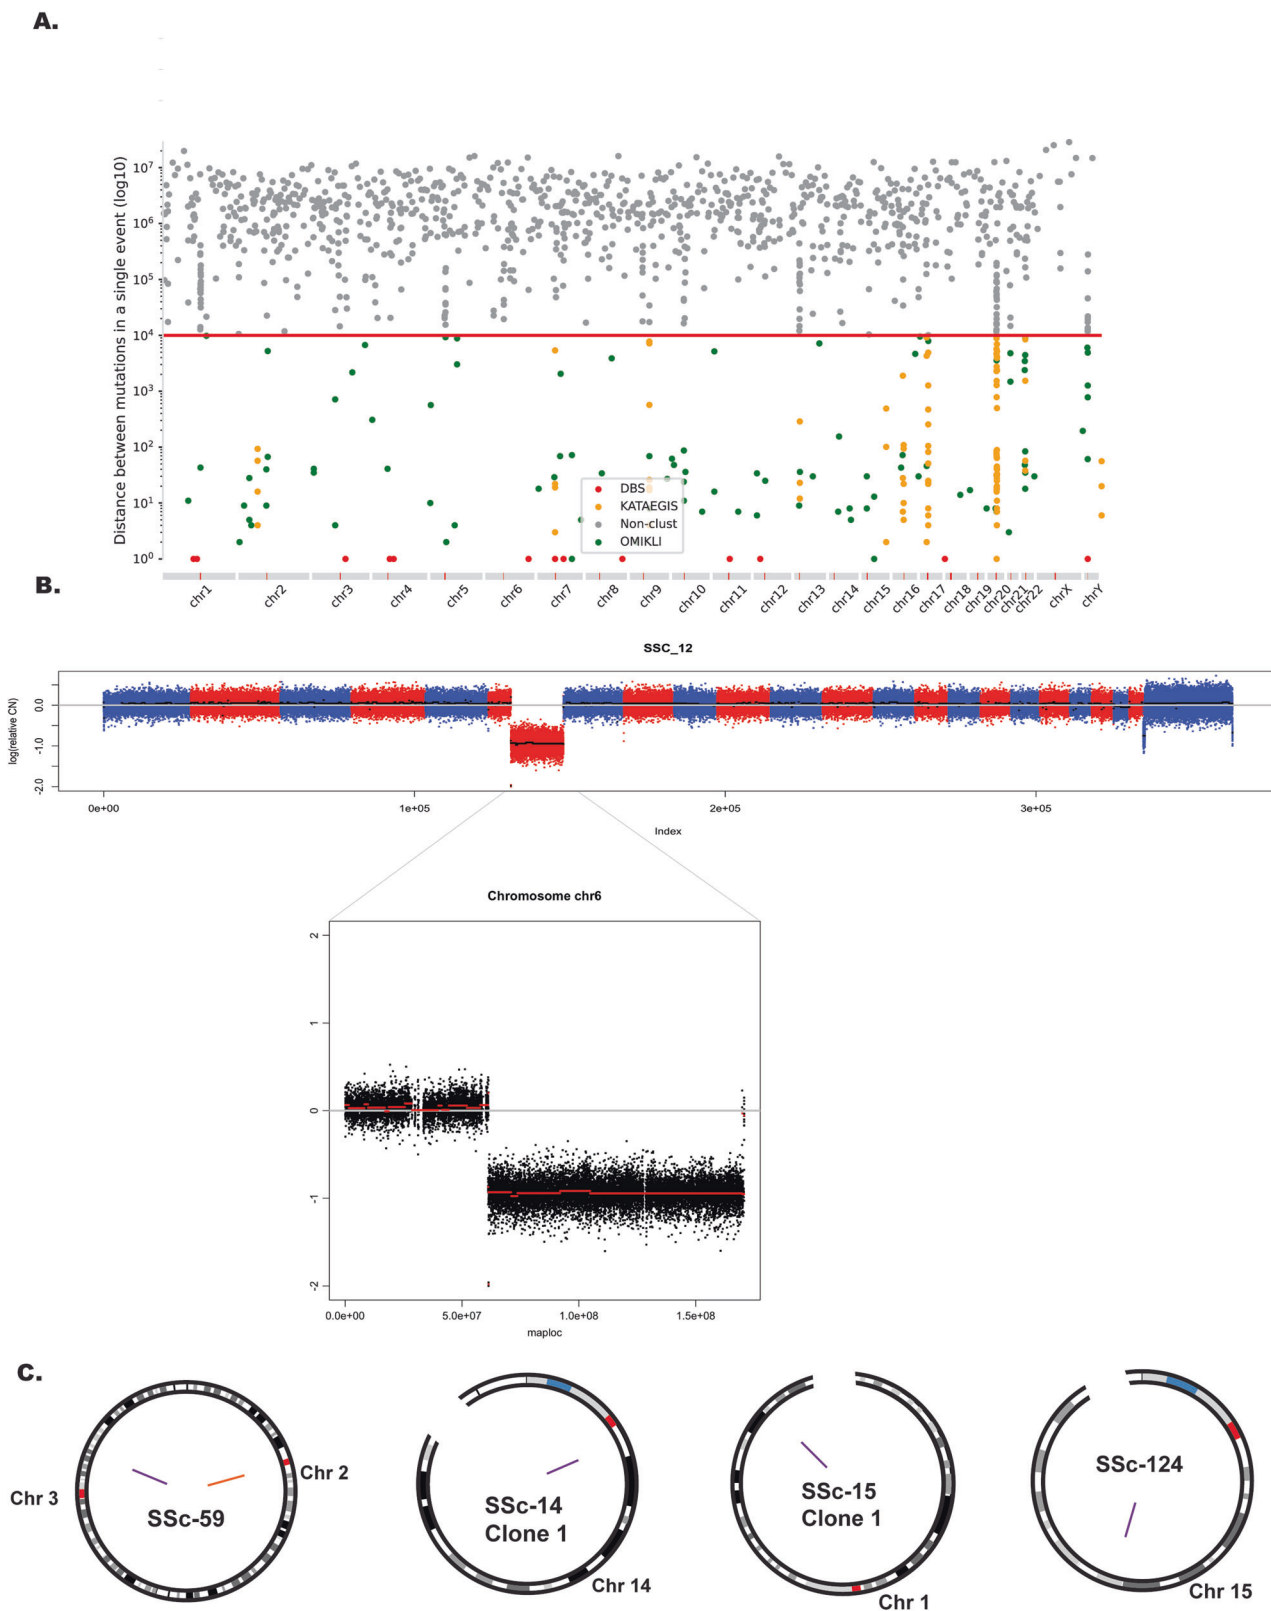 A.
Distance between mutations in a single event (log10)
10⁷
10⁶
10⁵
10⁴
10³
10²
10¹
10⁰
DBS
KATAEGIS
Non-clust
OMIKLI
chr1
chr2
chr3
chr4
chr5
chr6
chr7
chr8
chr9
chr10
chr11
chr12
chr13
chr14
chr15
chr16
chr17
chr18
chr19
chr20
chr21
chr22
chrX
chrY
B.
SSC_12
log(relative CN)
0.0
-1.0
-2.0
0e+00
1e+05
2e+05
3e+05
Index
Chromosome chr6
2
1
0
-1
-2
0.0e+00
5.0e+07
1.0e+08
1.5e+08
maploc
C.
Chr 3
SSc-59
Chr 2
SSc-14
Clone 1
Chr 14
SSc-15
Clone 1
Chr 1
SSc-124
Chr 15